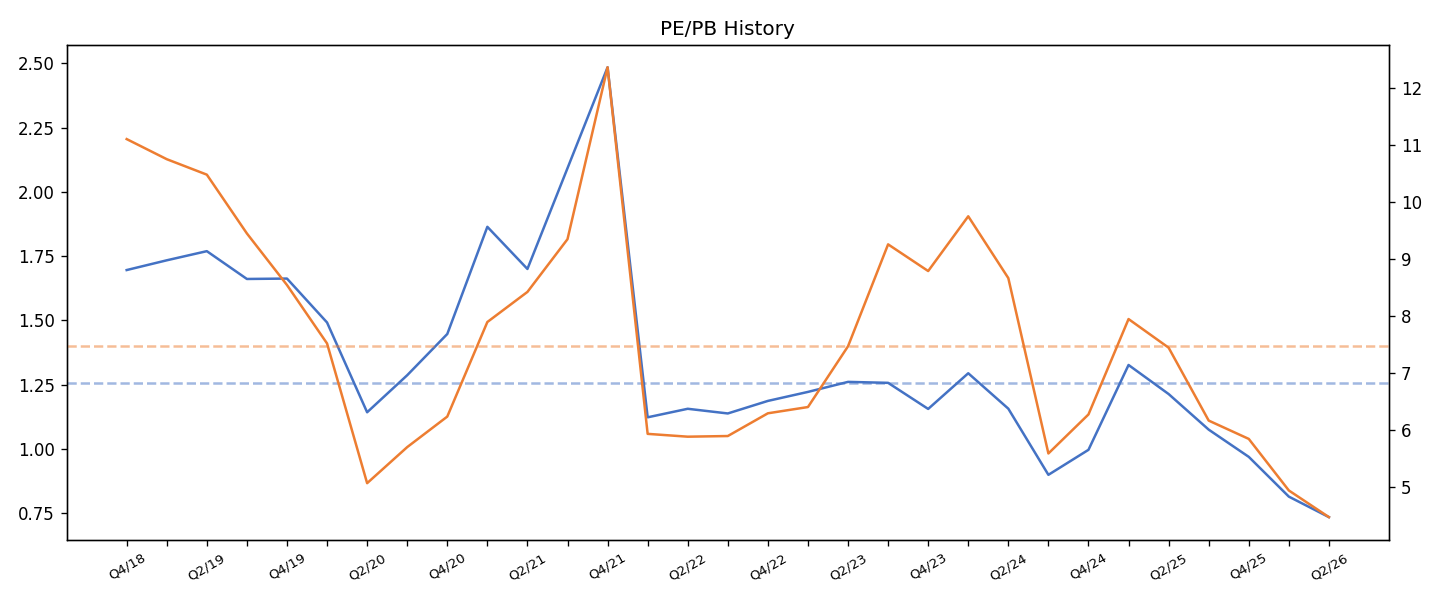 PE/PB History
2.50
2.25
2.00
1.75
1.50
1.25
1.00
0.75
12
11
10
9
8
7
6
5
Q4/18
Q2/19
Q4/19
Q2/20
Q4/20
Q2/21
Q4/21
Q2/22
Q4/22
Q2/23
Q4/23
Q2/24
Q4/24
Q2/25
Q4/25
Q2/26